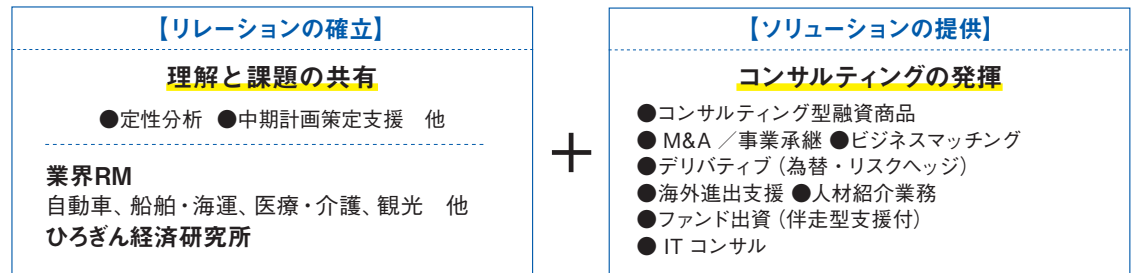 【リレーションの確立】
理解と課題の共有
●定性分析 ●中期計画策定支援　他
業界RM
自動車、船舶・海運、医療・介護、観光　他
ひろぎん経済研究所
＋
【ソリューションの提供】
コンサルティングの発揮
●コンサルティング型融資商品
● M&A ／事業承継 ●ビジネスマッチング
●デリバティブ（為替・リスクヘッジ）
●海外進出支援 ●人材紹介業務
●ファンド出資（伴走型支援付）
● IT コンサル